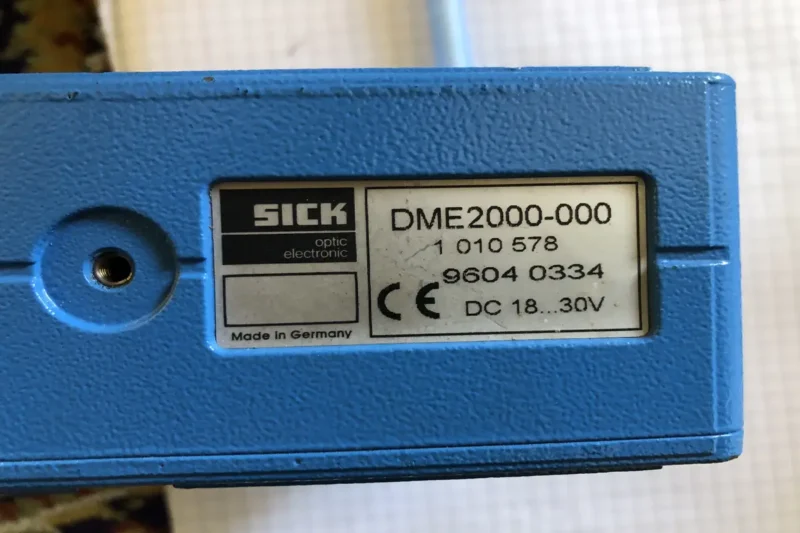 SICK
optic
electronic
Made in Germany
DME2000-000
1 010 578
9604 0334
CE DC 18...30V